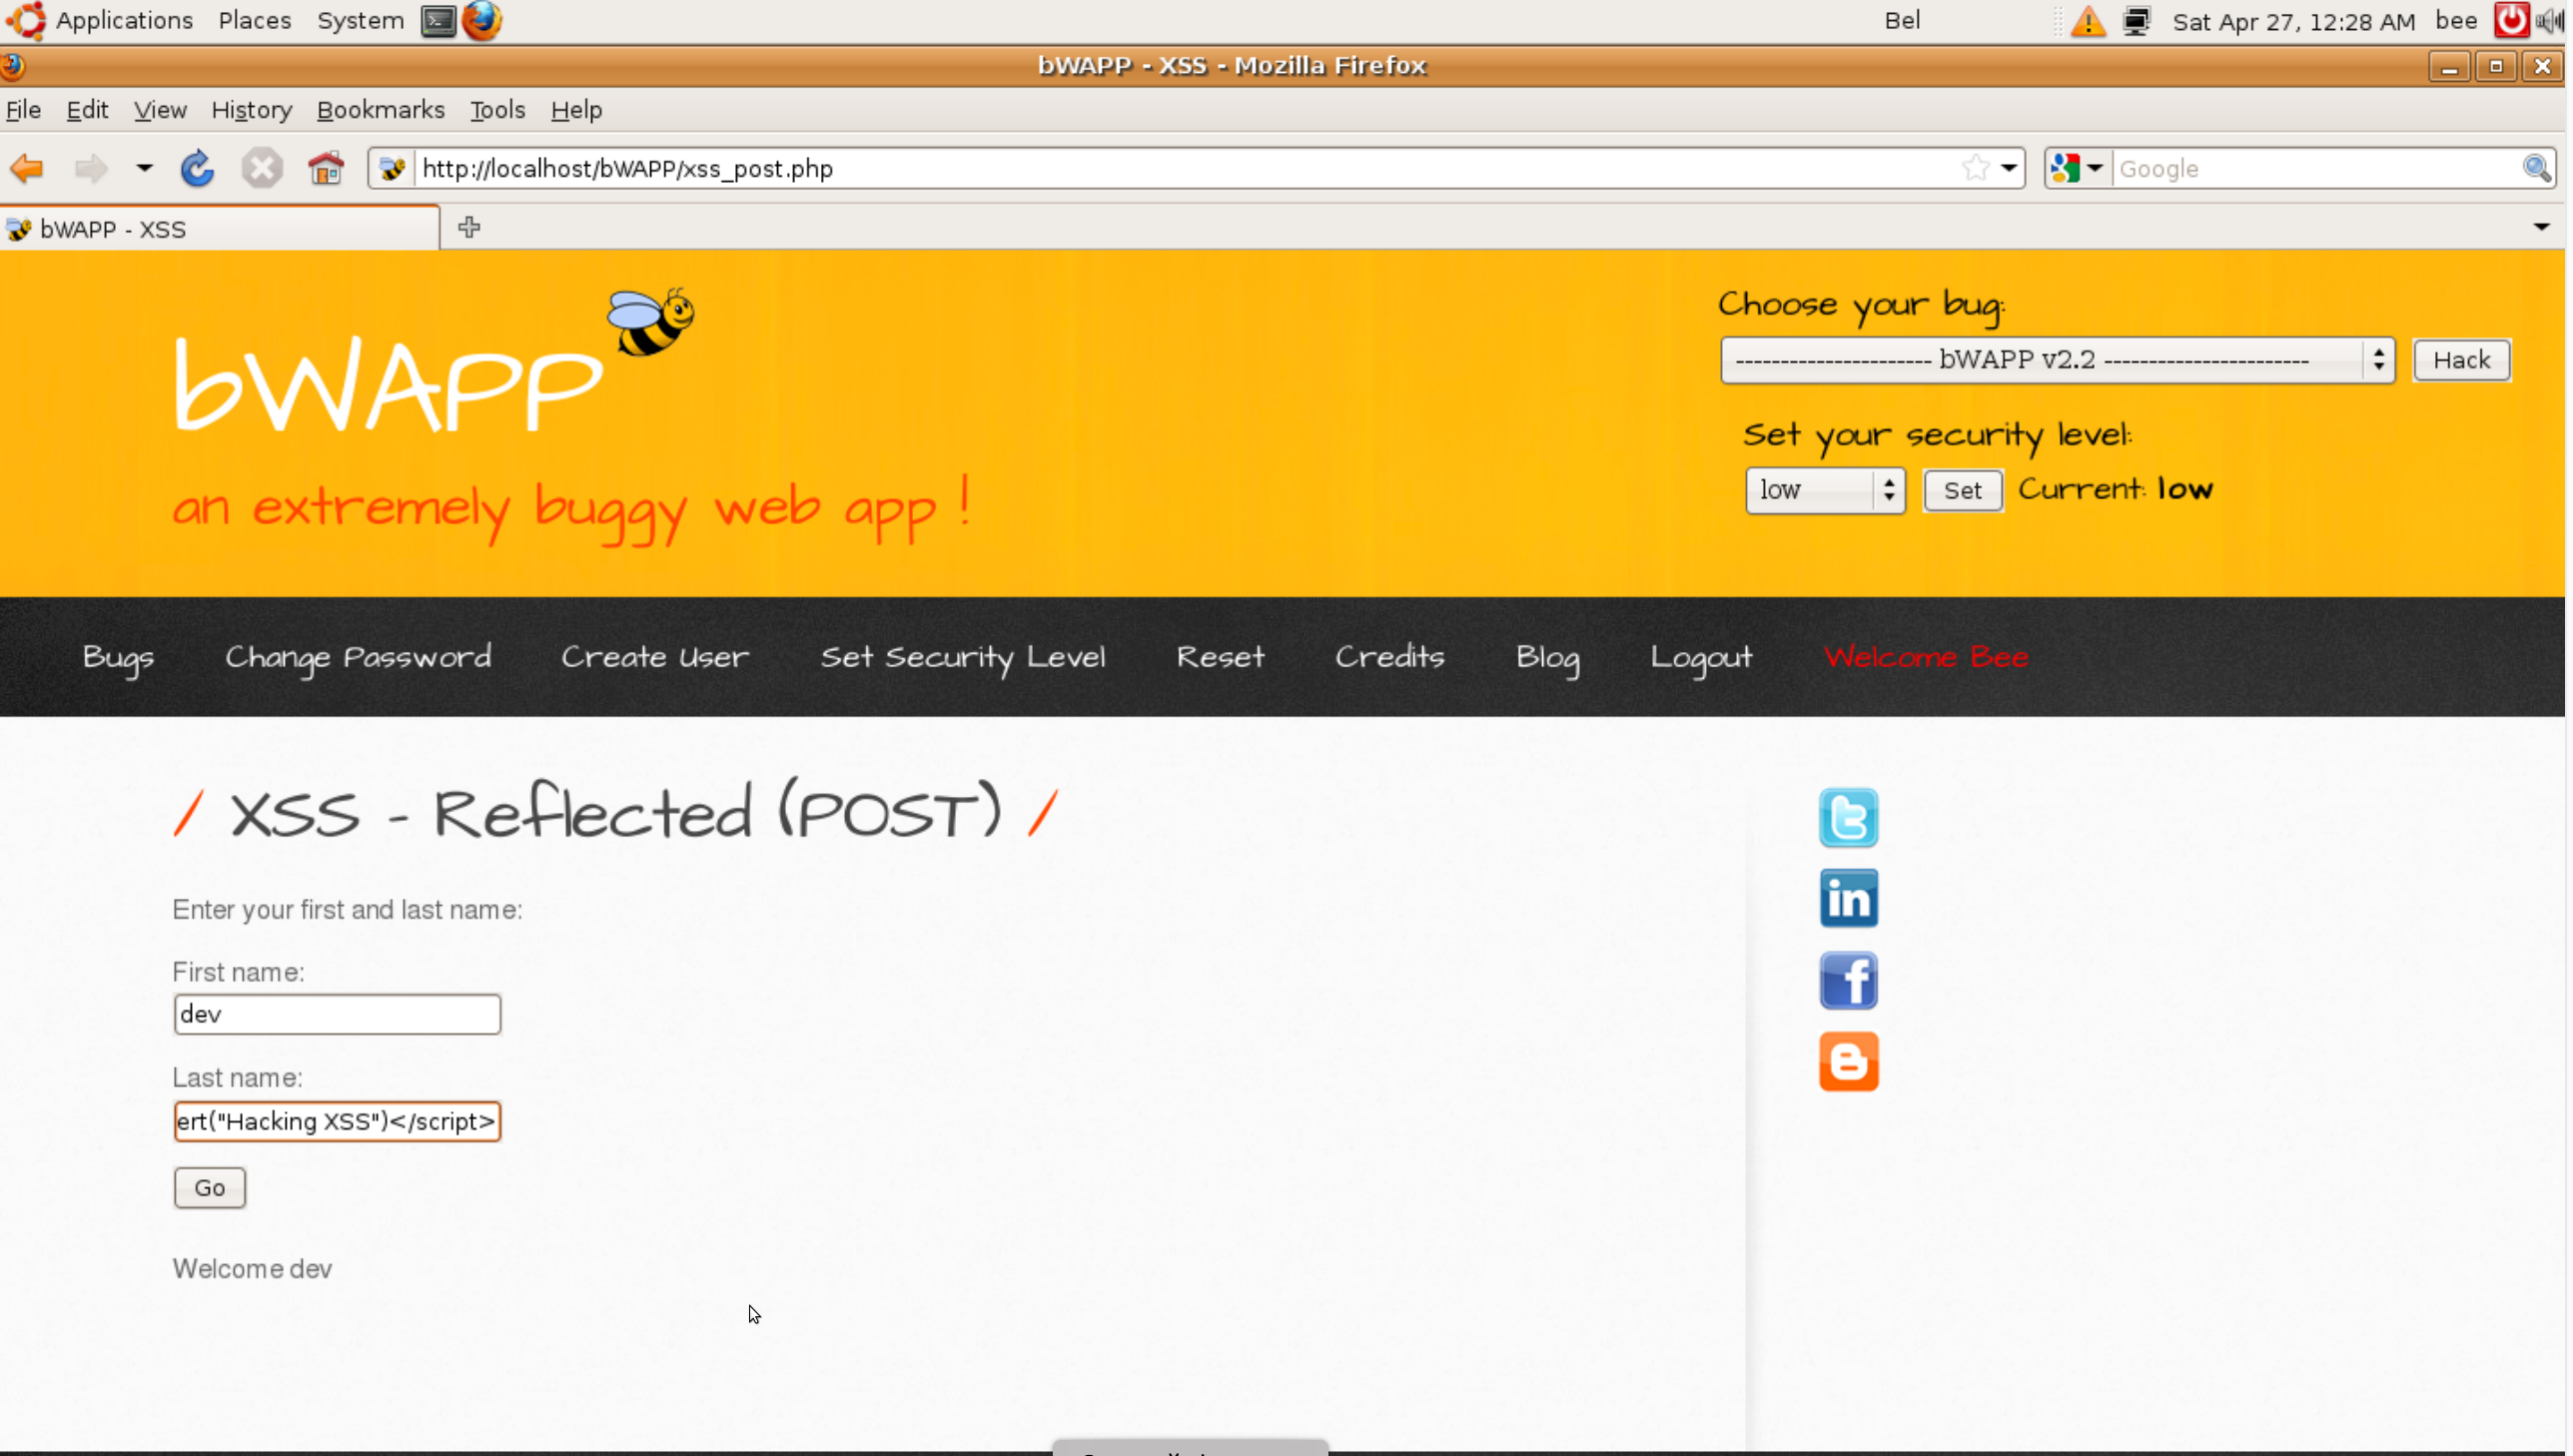 Applications Places System Bel Sat Apr 27, 12:28 AM bee
bWAPP - XSS - Mozilla Firefox
File Edit View History Bookmarks Tools Help
http://localhost/bWAPP/xss_post.php Google
bWAPP - XSS
Choose your bug:
bWAPP
---------------------- bWAPP v2.2 ----------------------- Hack
Set your security level:
low Set Current: low
an extremely buggy web app !
Bugs Change Password Create User Set Security Level Reset Credits Blog Logout Welcome Bee
/ XSS - Reflected (POST) /
Enter your first and last name:
First name:
dev
Last name:
ert("Hacking XSS")</script>
Go
Welcome dev